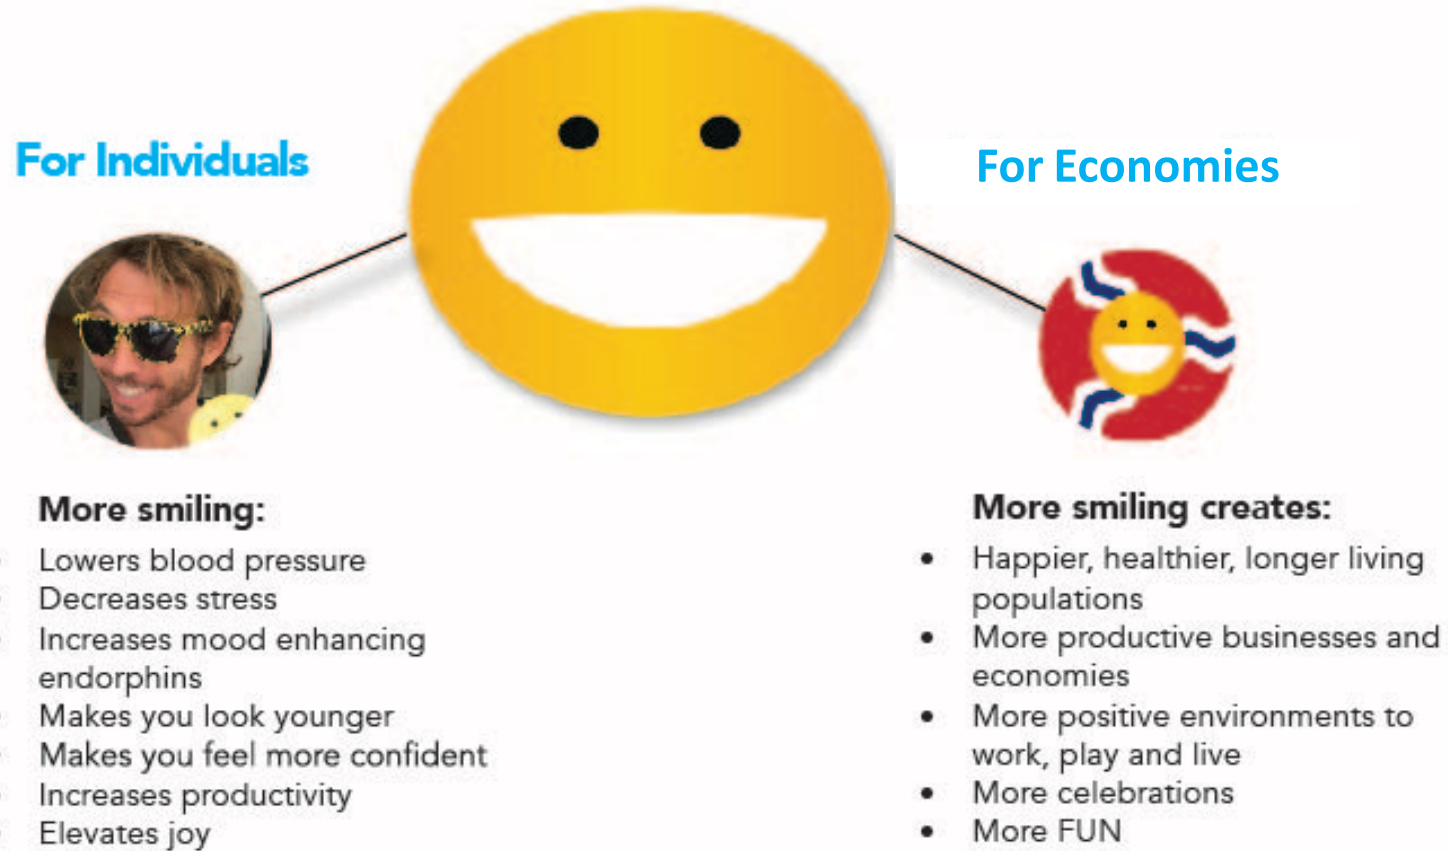 For Individuals
More smiling:
Lowers blood pressure
Decreases stress
Increases mood enhancing
endorphins
Makes you look younger
Makes you feel more confident
Increases productivity
Elevates joy
For Economies
More smiling creates:
• Happier, healthier, longer living
populations
• More productive businesses and
economies
• More positive environments to
work, play and live
• More celebrations
• More FUN